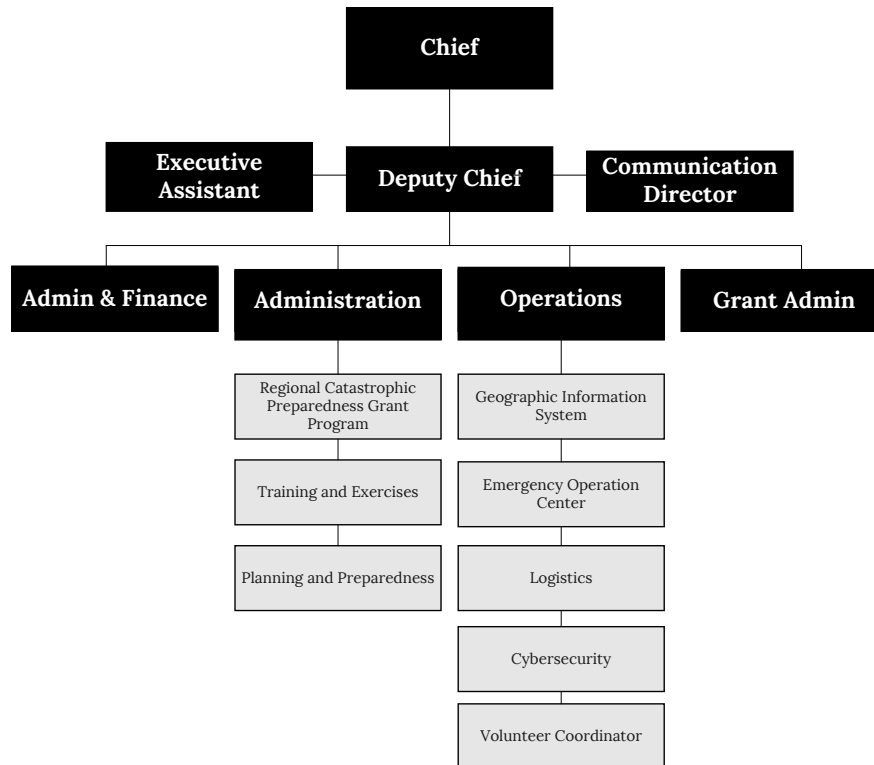 Chief
Executive
Assistant
Deputy Chief
Communication
Director
Admin & Finance
Administration
Operations
Grant Admin
Regional Catastrophic
Preparedness Grant
Program
Training and Exercises
Planning and Preparedness
Geographic Information
System
Emergency Operation
Center
Logistics
Cybersecurity
Volunteer Coordinator